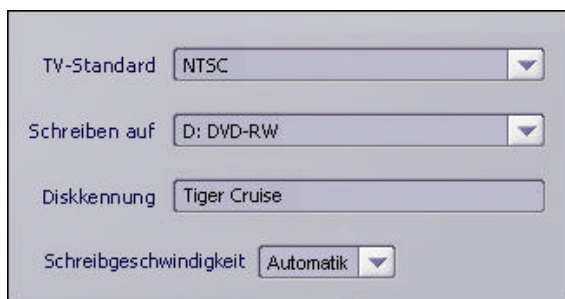 TV-Standard NTSC
Schreiben auf D: DVD-RW
Diskkennung Tiger Cruise
Schreibgeschwindigkeit Automatik